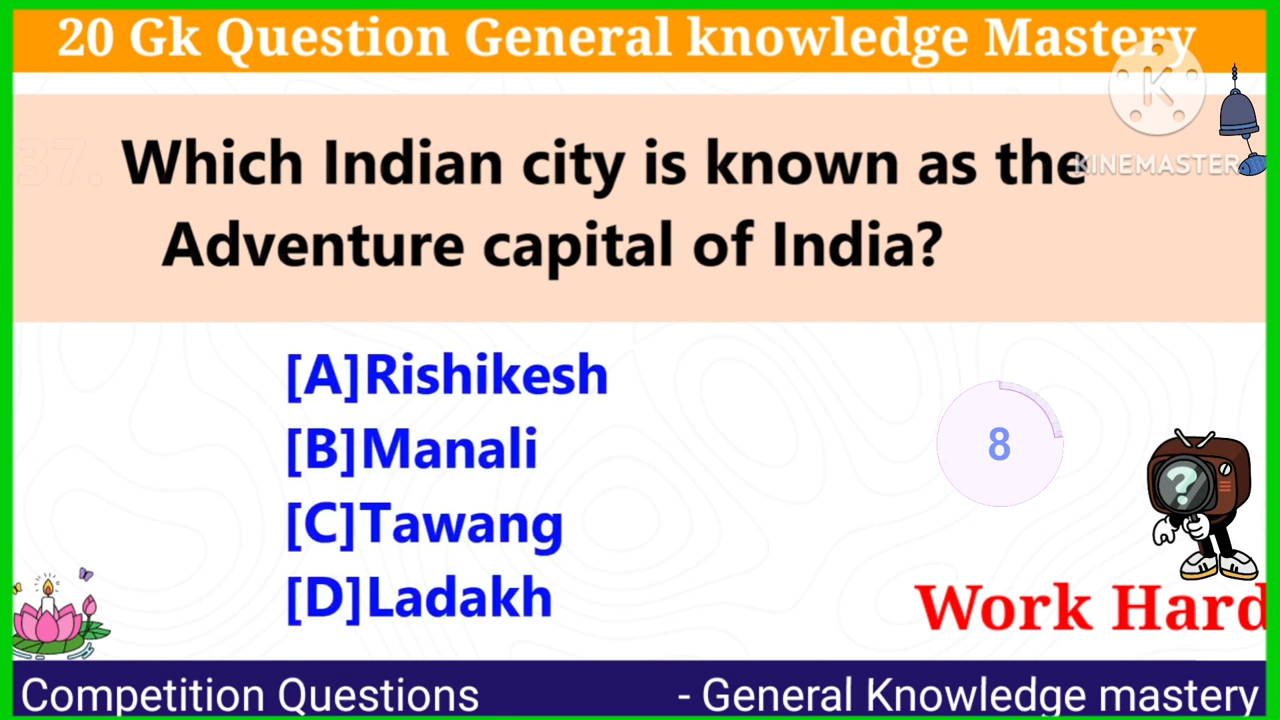 20 Gk Question General knowledge Mastery
K
KINEMASTER
37. Which Indian city is known as the
Adventure capital of India?
[A]Rishikesh
[B]Manali
[C]Tawang
[D]Ladakh
8
?
Work Hard
Competition Questions - General Knowledge mastery